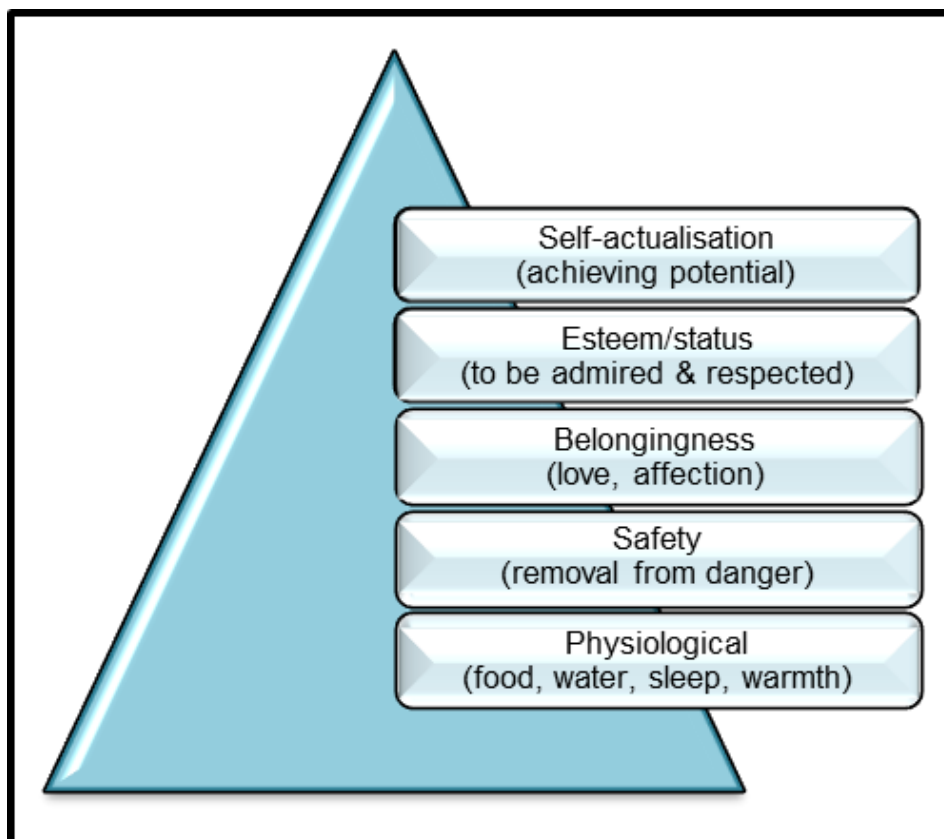 Self-actualisation
(achieving potential)
Esteem/status
(to be admired & respected)
Belongingness
(love, affection)
Safety
(removal from danger)
Physiological
(food, water, sleep, warmth)